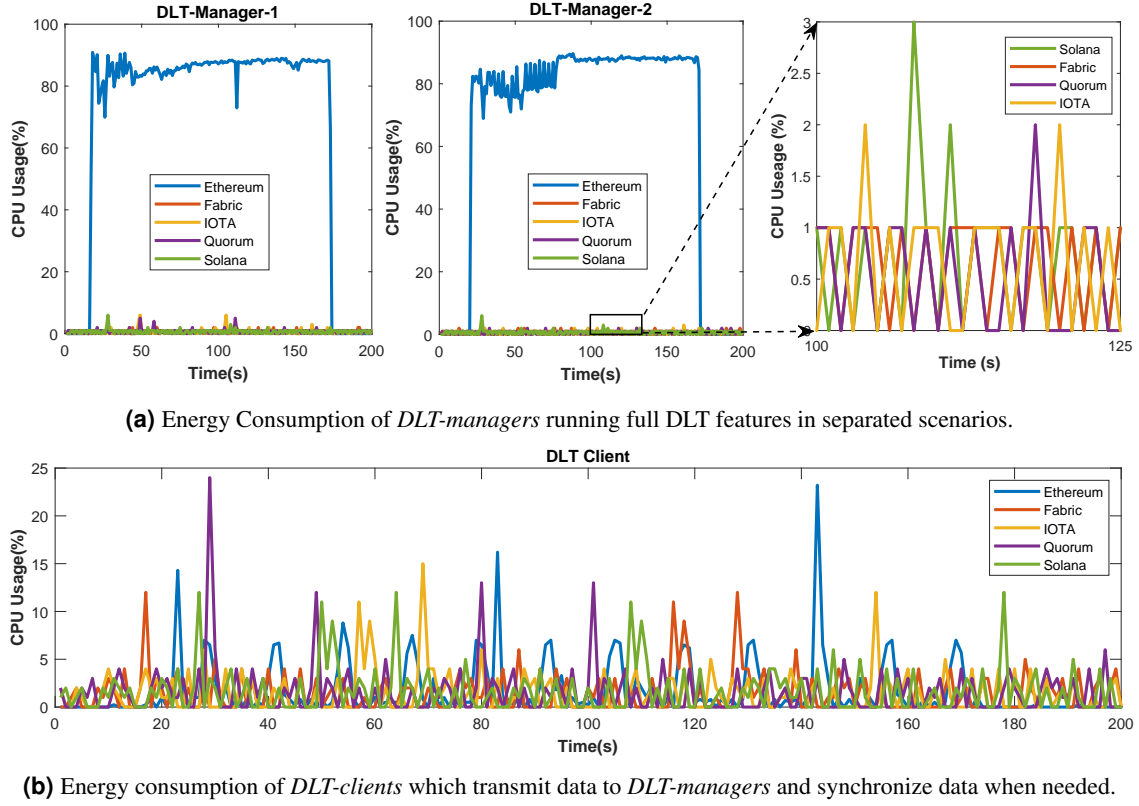 DLT-Manager-1
100
80
60
40
20
0
CPU Usage(%)
Ethereum
Fabric
IOTA
Quorum
Solana
0 50 100 150 200
Time(s)
DLT-Manager-2
100
80
60
40
20
0
CPU Usage(%)
Ethereum
Fabric
IOTA
Quorum
Solana
0 50 100 150 200
Time(s)
3
2.5
2
1.5
1
0.5
0
CPU Useage (%)
Solana
Fabric
Quorum
IOTA
100 125
Time (s)
(a) Energy Consumption of DLT-managers running full DLT features in separated scenarios.
DLT Client
25
20
15
10
5
0
CPU Usage(%)
Ethereum
Fabric
IOTA
Quorum
Solana
0 20 40 60 80 100 120 140 160 180 200
Time(s)
(b) Energy consumption of DLT-clients which transmit data to DLT-managers and synchronize data when needed.